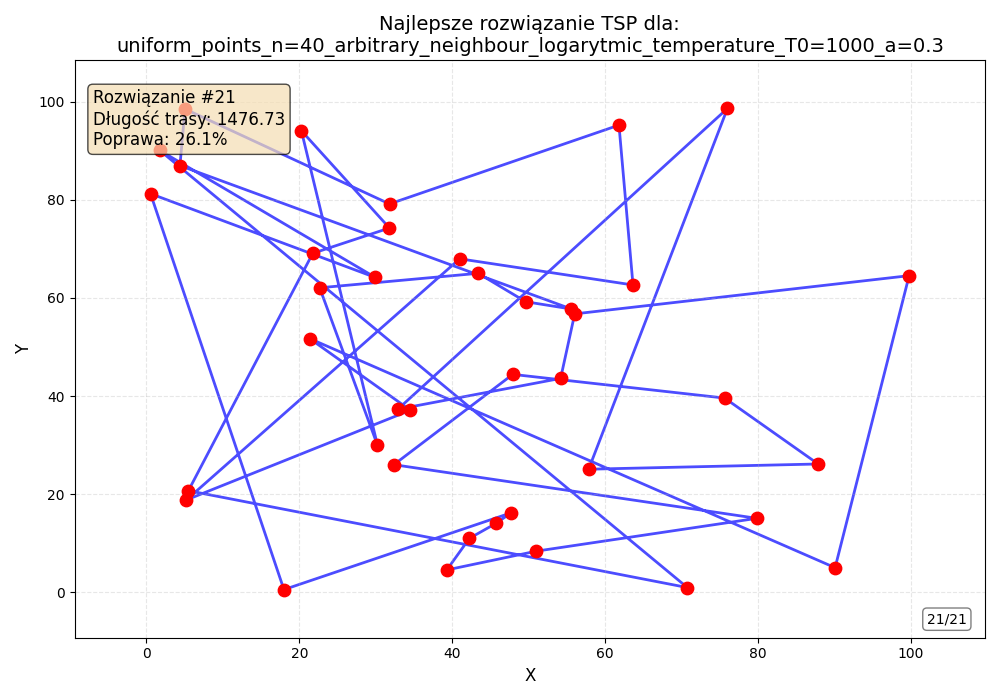 Najlepsze rozwiązanie TSP dla:
uniform_points_n=40_arbitrary_neighbour_logarytmic_temperature_T0=1000_a=0.3
Rozwiązanie #21
Długość trasy: 1476.73
Poprawa: 26.1%
100
80
60
40
20
0
Y
21/21
0 20 40 60 80 100
X